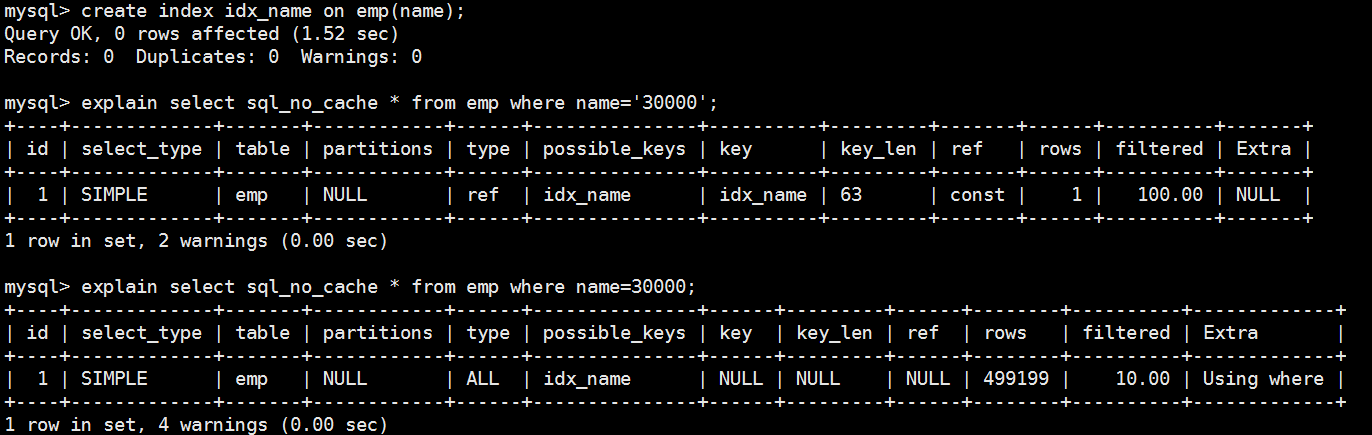 mysql> create index idx_name on emp(name);
Query OK, 0 rows affected (1.52 sec)
Records: 0  Duplicates: 0  Warnings: 0

mysql> explain select sql_no_cache * from emp where name='30000';
+----+-------------+-------+------------+------+---------------+----------+---------+-------+------+----------+-------+
| id | select_type | table | partitions | type | possible_keys | key      | key_len | ref   | rows | filtered | Extra |
+----+-------------+-------+------------+------+---------------+----------+---------+-------+------+----------+-------+
|  1 | SIMPLE      | emp   | NULL       | ref  | idx_name      | idx_name | 63      | const |    1 |   100.00 | NULL  |
+----+-------------+-------+------------+------+---------------+----------+---------+-------+------+----------+-------+
1 row in set, 2 warnings (0.00 sec)

mysql> explain select sql_no_cache * from emp where name=30000;
+----+-------------+-------+------------+------+---------------+------+---------+------+--------+----------+-------------+
| id | select_type | table | partitions | type | possible_keys | key  | key_len | ref  | rows   | filtered | Extra       |
+----+-------------+-------+------------+------+---------------+------+---------+------+--------+----------+-------------+
|  1 | SIMPLE      | emp   | NULL       | ALL  | idx_name      | NULL | NULL    | NULL | 499199 |    10.00 | Using where |
+----+-------------+-------+------------+------+---------------+------+---------+------+--------+----------+-------------+
1 row in set, 4 warnings (0.00 sec)